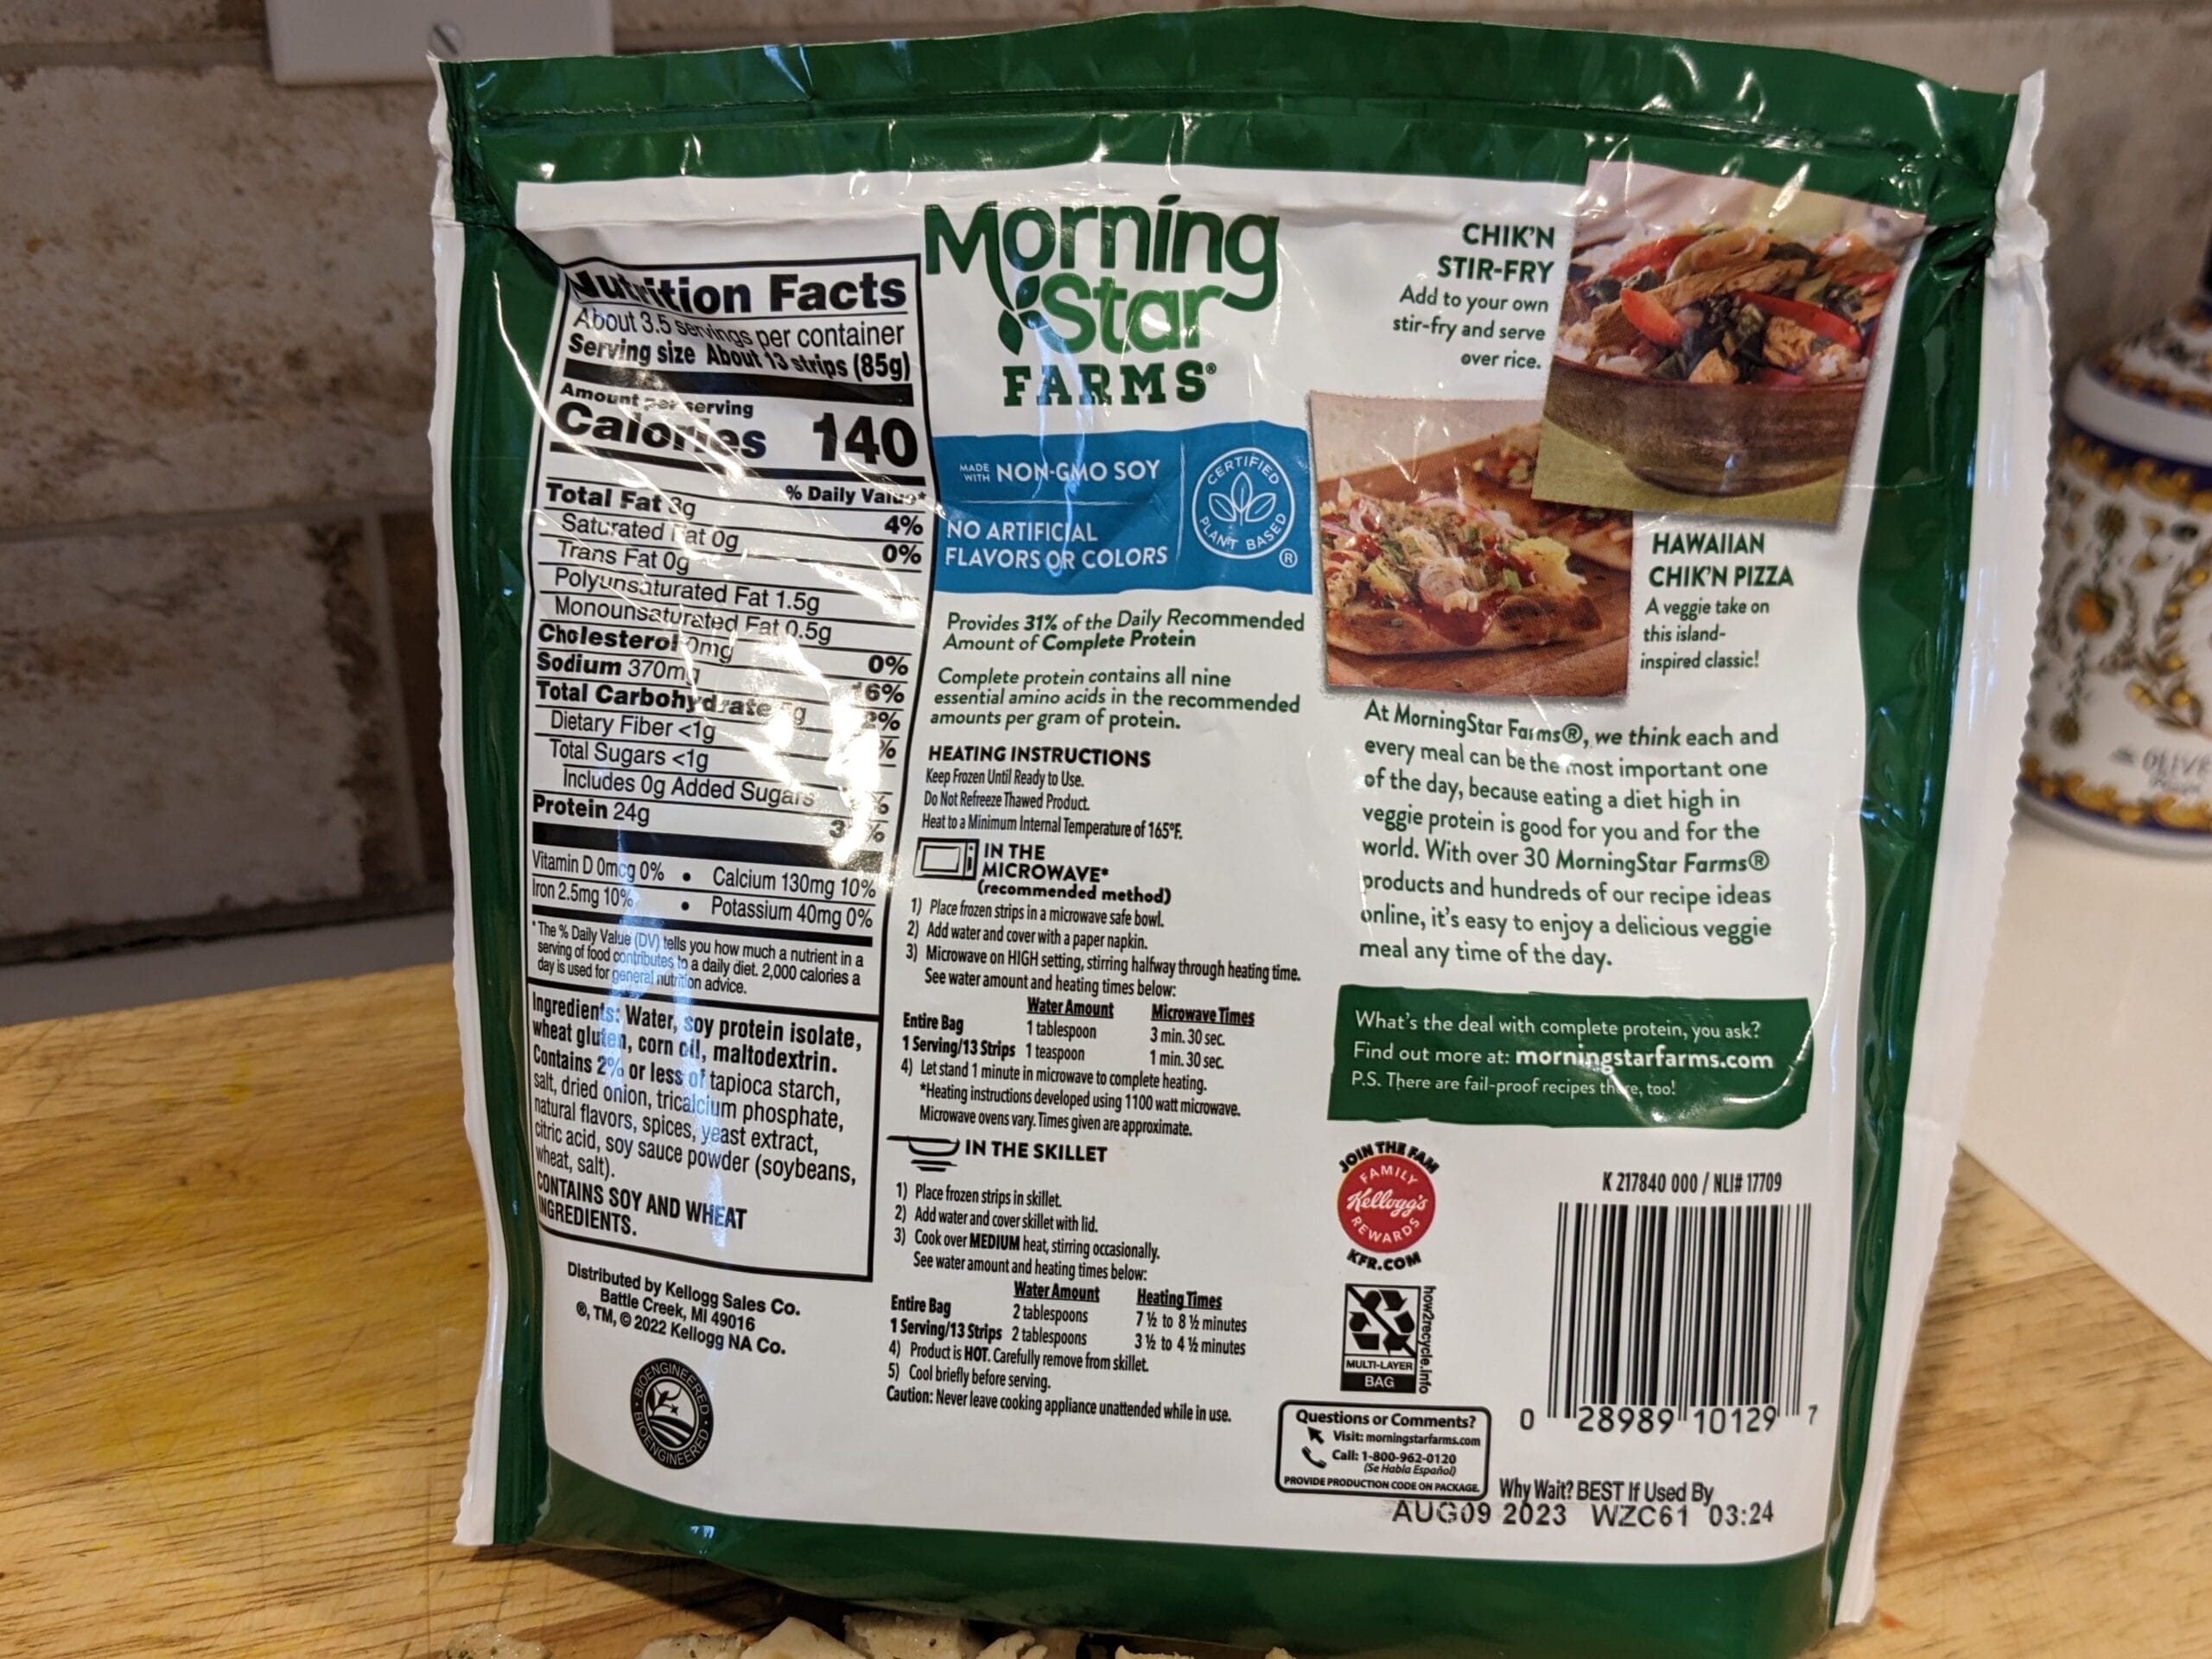 Nutrition Facts
About 3.5 servings per container
Serving size About 13 strips (85g)
Amount per serving
Calories 140
% Daily Value*
Total Fat 3g 4%
Saturated Fat 0g 0%
Trans Fat 0g
Polyunsaturated Fat 1.5g
Monounsaturated Fat 0.5g
Cholesterol 0mg 0%
Sodium 370mg 16%
Total Carbohydrate g 2%
Dietary Fiber <1g %
Total Sugars <1g
Includes 0g Added Sugars %
Protein 24g
Vitamin D 0mcg 0% • Calcium 130mg 10%
Iron 2.5mg 10% • Potassium 40mg 0%
*The % Daily Value (DV) tells you how much a nutrient in a
serving of food contributes to a daily diet. 2,000 calories a
day is used for general nutrition advice.
Ingredients: Water, soy protein isolate,
wheat gluten, corn oil, maltodextrin.
Contains 2% or less of tapioca starch,
salt, dried onion, tricalcium phosphate,
natural flavors, spices, yeast extract,
citric acid, soy sauce powder (soybeans,
wheat, salt).
CONTAINS SOY AND WHEAT
INGREDIENTS.
Distributed by Kellogg Sales Co.
Battle Creek, MI 49016
®, TM, © 2022 Kellogg NA Co.
BIOENGINEERED • BIOENGINEERED •
Morning
Star
FARMS®
MADE WITH NON-GMO SOY
NO ARTIFICIAL
FLAVORS OR COLORS
CERTIFIED
PLANT BASED
®
Provides 31% of the Daily Recommended
Amount of Complete Protein
Complete protein contains all nine
essential amino acids in the recommended
amounts per gram of protein.
HEATING INSTRUCTIONS
Keep Frozen Until Ready to Use.
Do Not Refreeze Thawed Product.
Heat to a Minimum Internal Temperature of 165°F.
IN THE
MICROWAVE*
(recommended method)
1) Place frozen strips in a microwave safe bowl.
2) Add water and cover with a paper napkin.
3) Microwave on HIGH setting, stirring halfway through heating time.
See water amount and heating times below:
Water Amount Microwave Times
Entire Bag 1 tablespoon 3 min. 30 sec.
1 Serving/13 Strips 1 teaspoon 1 min. 30 sec.
4) Let stand 1 minute in microwave to complete heating.
*Heating instructions developed using 1100 watt microwave.
Microwave ovens vary. Times given are approximate.
IN THE SKILLET
1) Place frozen strips in skillet.
2) Add water and cover skillet with lid.
3) Cook over MEDIUM heat, stirring occasionally.
See water amount and heating times below:
Water Amount Heating Times
Entire Bag 2 tablespoons 7 ½ to 8 ½ minutes
1 Serving/13 Strips 2 tablespoons 3 ½ to 4 ½ minutes
4) Product is HOT. Carefully remove from skillet.
5) Cool briefly before serving.
Caution: Never leave cooking appliance unattended while in use.
CHIK'N
STIR-FRY
Add to your own
stir-fry and serve
over rice.
HAWAIIAN
CHIK'N PIZZA
A veggie take on
this island-
inspired classic!
At MorningStar Farms®, we think each and
every meal can be the most important one
of the day, because eating a diet high in
veggie protein is good for you and for the
world. With over 30 MorningStar Farms®
products and hundreds of our recipe ideas
online, it's easy to enjoy a delicious veggie
meal any time of the day.
What's the deal with complete protein, you ask?
Find out more at: morningstarfarms.com
P.S. There are fail-proof recipes there, too!
JOIN THE FAM
FAMILY
Kellogg's
REWARDS
KFR.COM
MULTI-LAYER
BAG
how2recycle.info
K 217840 000 / NLI# 17709
0 28989 10129 7
Questions or Comments?
Visit: morningstarfarms.com
Call: 1-800-962-0120
(Se Habla Español)
PROVIDE PRODUCTION CODE ON PACKAGE.
Why Wait? BEST If Used By
AUG09 2023 WZC61 03:24
OLIVE